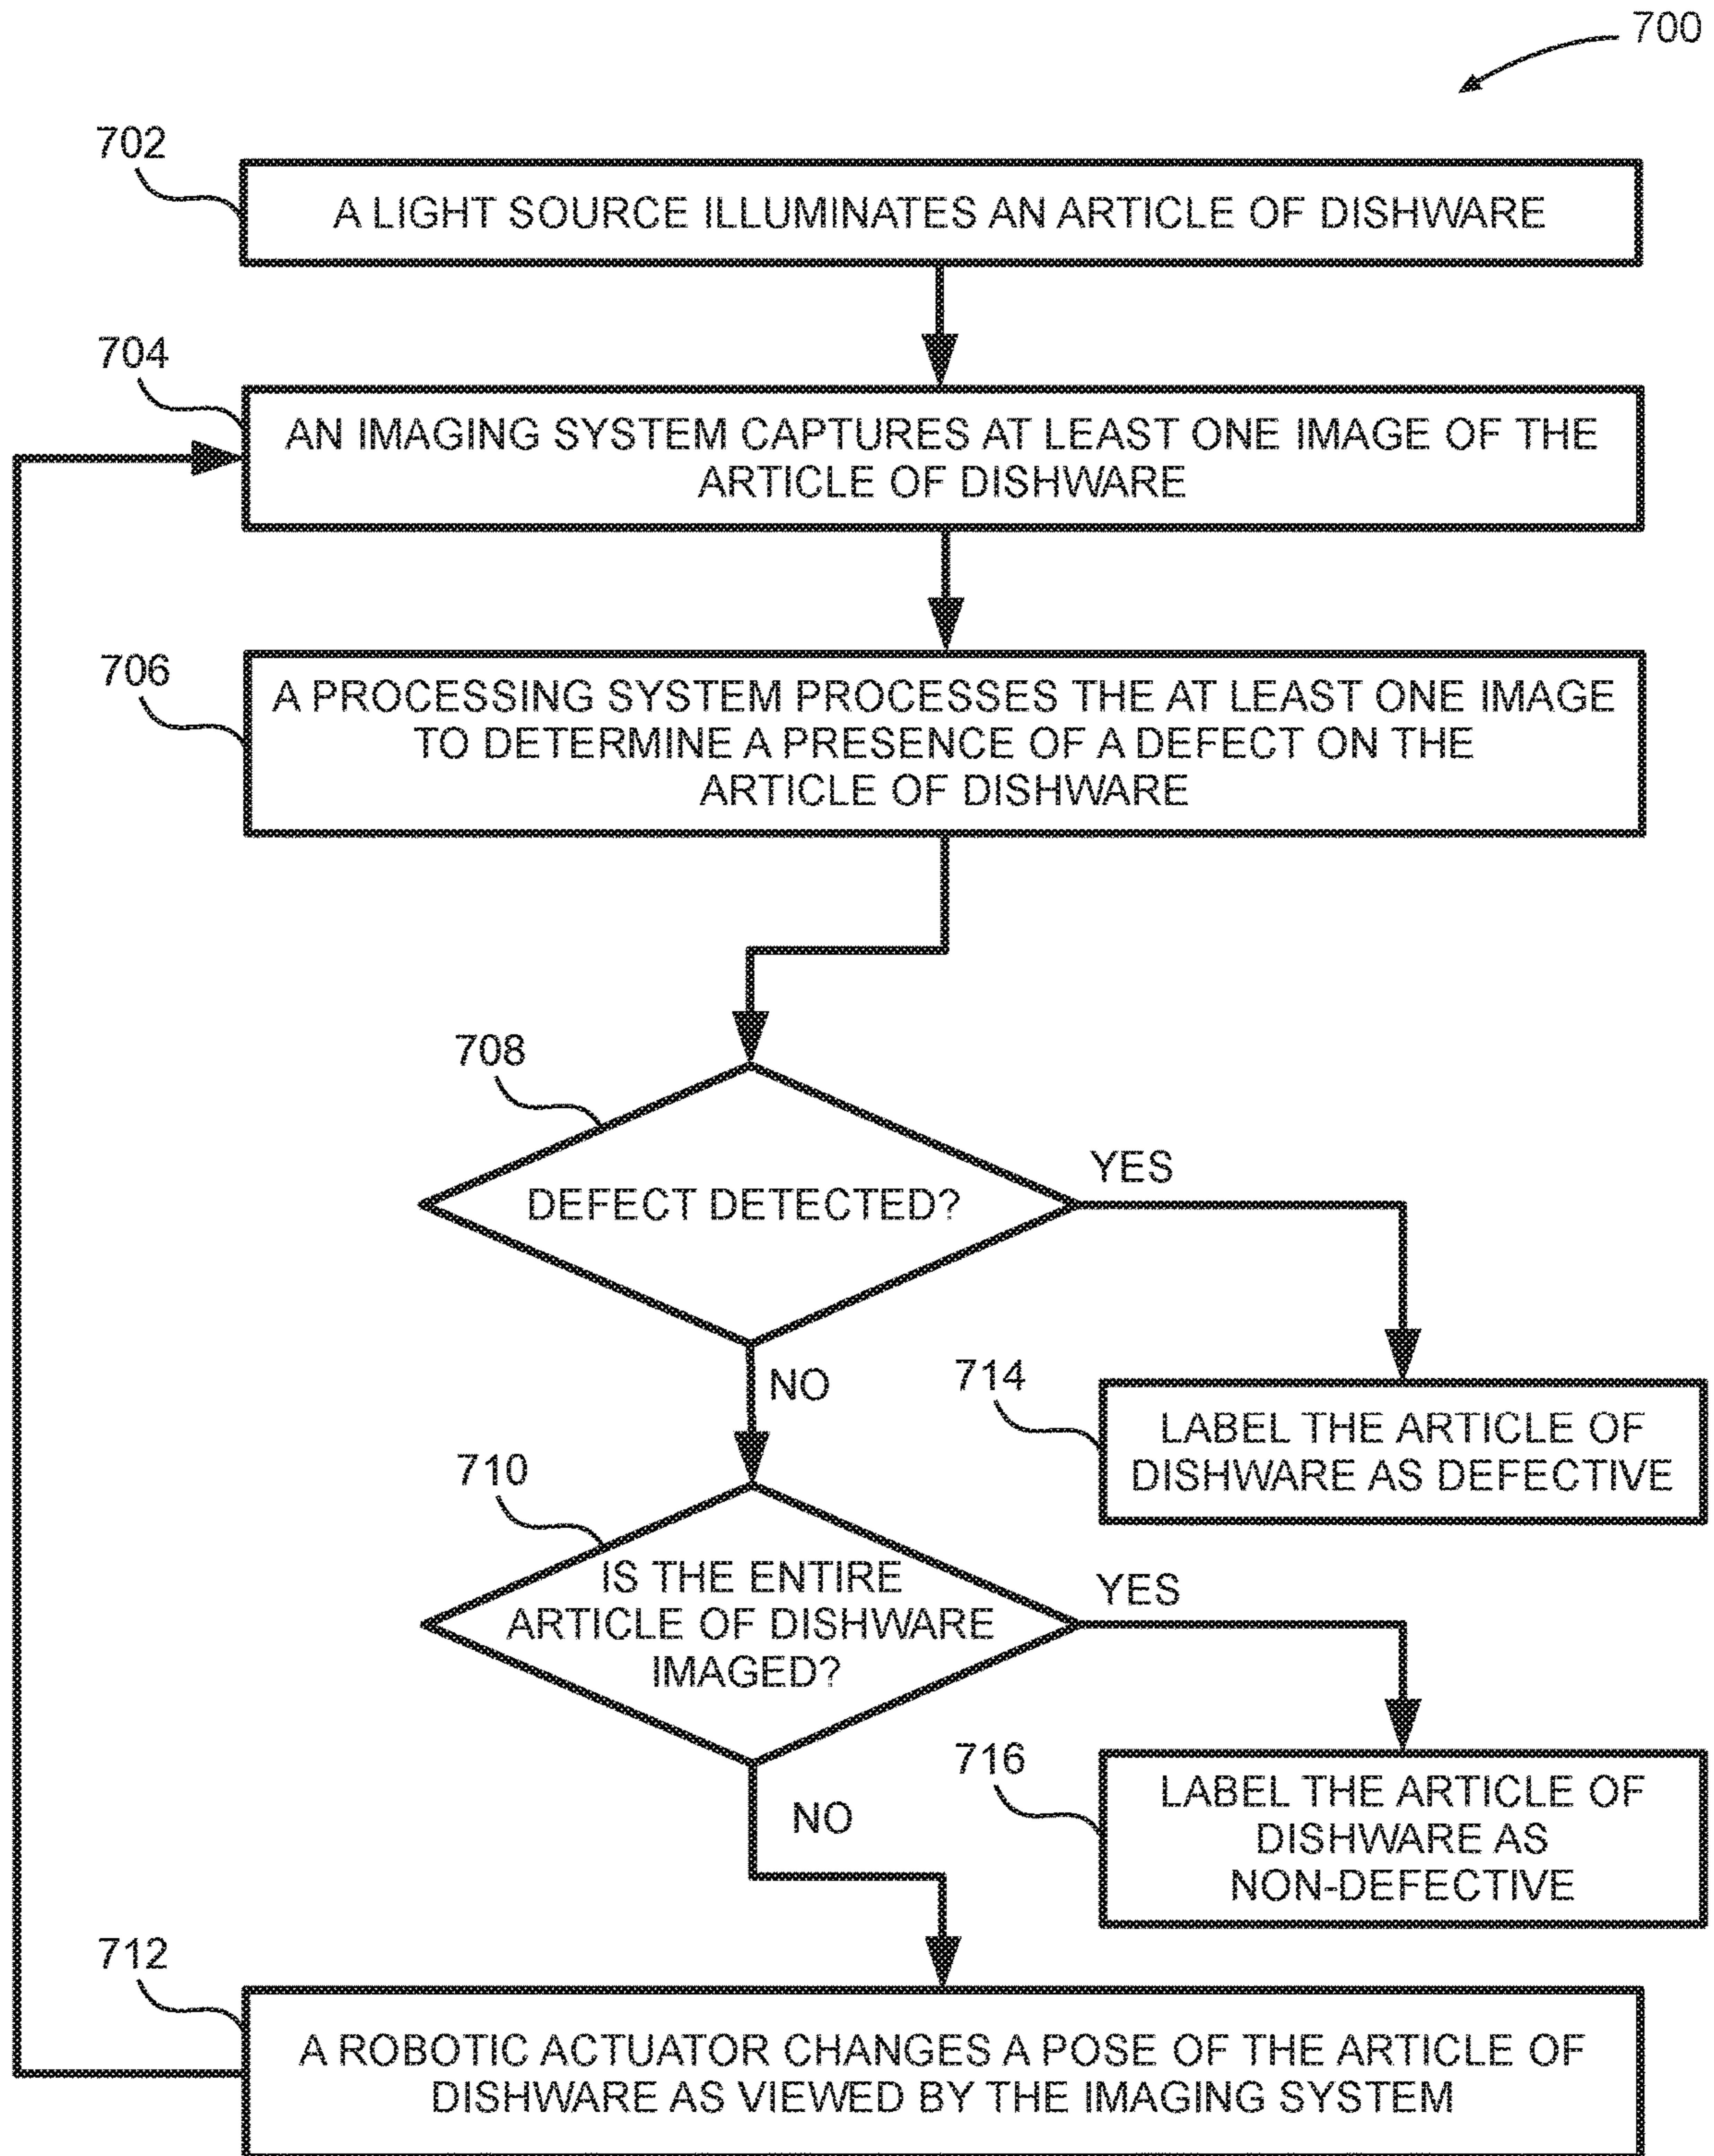 700
702
A LIGHT SOURCE ILLUMINATES AN ARTICLE OF DISHWARE
704
AN IMAGING SYSTEM CAPTURES AT LEAST ONE IMAGE OF THE
ARTICLE OF DISHWARE
706
A PROCESSING SYSTEM PROCESSES THE AT LEAST ONE IMAGE
TO DETERMINE A PRESENCE OF A DEFECT ON THE
ARTICLE OF DISHWARE
708
DEFECT DETECTED?
YES
NO
714
LABEL THE ARTICLE OF
DISHWARE AS DEFECTIVE
710
IS THE ENTIRE
ARTICLE OF DISHWARE
IMAGED?
YES
NO
716
LABEL THE ARTICLE OF
DISHWARE AS
NON-DEFECTIVE
712
A ROBOTIC ACTUATOR CHANGES A POSE OF THE ARTICLE OF
DISHWARE AS VIEWED BY THE IMAGING SYSTEM